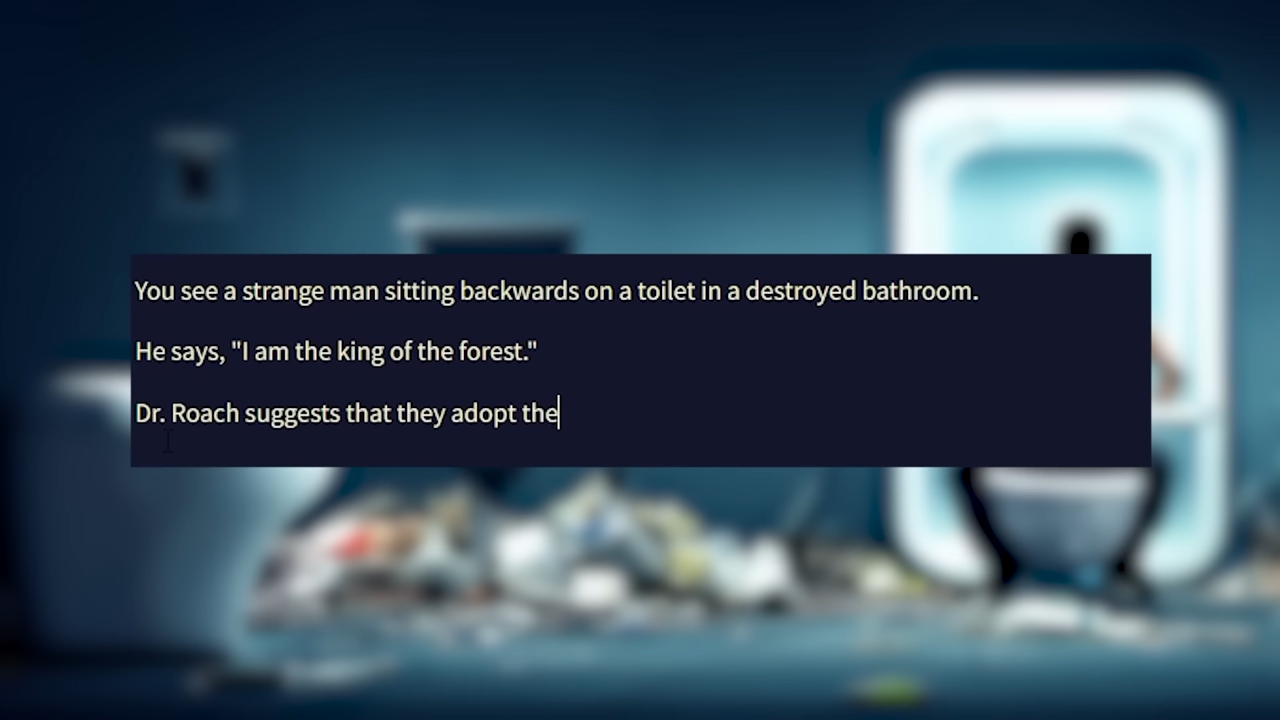 You see a strange man sitting backwards on a toilet in a destroyed bathroom.
He says, "I am the king of the forest."
Dr. Roach suggests that they adopt the